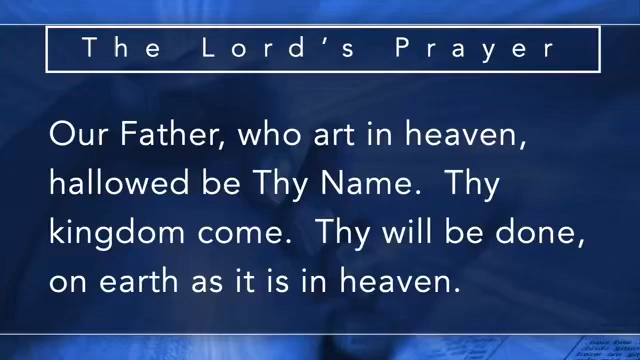 The Lord’s Prayer
Our Father, who art in heaven,
hallowed be Thy Name.  Thy
kingdom come.  Thy will be done,
on earth as it is in heaven.